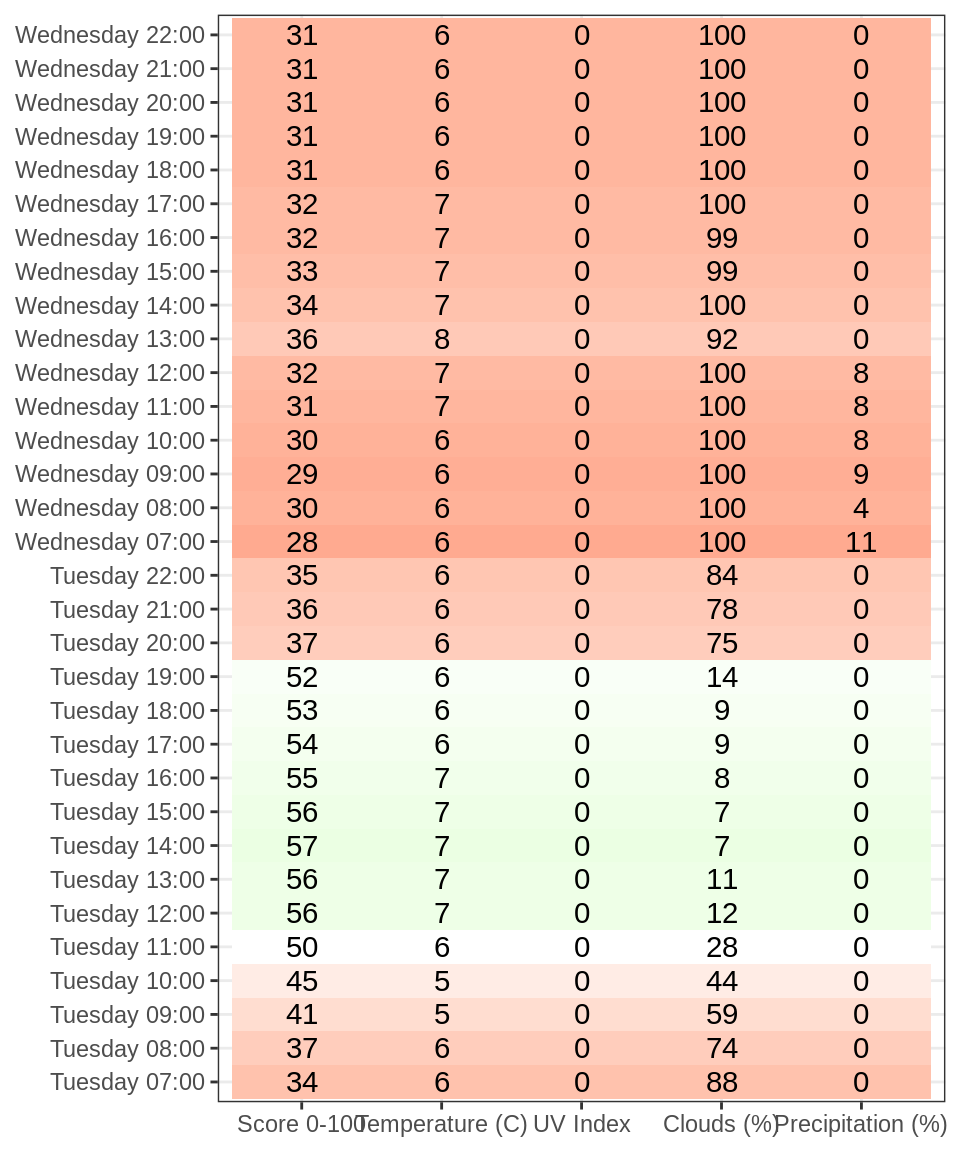 Wednesday 22:00 31 6 0 100 0
Wednesday 21:00 31 6 0 100 0
Wednesday 20:00 31 6 0 100 0
Wednesday 19:00 31 6 0 100 0
Wednesday 18:00 31 6 0 100 0
Wednesday 17:00 32 7 0 100 0
Wednesday 16:00 32 7 0 99 0
Wednesday 15:00 33 7 0 99 0
Wednesday 14:00 34 7 0 100 0
Wednesday 13:00 36 8 0 92 0
Wednesday 12:00 32 7 0 100 8
Wednesday 11:00 31 7 0 100 8
Wednesday 10:00 30 6 0 100 8
Wednesday 09:00 29 6 0 100 9
Wednesday 08:00 30 6 0 100 4
Wednesday 07:00 28 6 0 100 11
Tuesday 22:00 35 6 0 84 0
Tuesday 21:00 36 6 0 78 0
Tuesday 20:00 37 6 0 75 0
Tuesday 19:00 52 6 0 14 0
Tuesday 18:00 53 6 0 9 0
Tuesday 17:00 54 6 0 9 0
Tuesday 16:00 55 7 0 8 0
Tuesday 15:00 56 7 0 7 0
Tuesday 14:00 57 7 0 7 0
Tuesday 13:00 56 7 0 11 0
Tuesday 12:00 56 7 0 12 0
Tuesday 11:00 50 6 0 28 0
Tuesday 10:00 45 5 0 44 0
Tuesday 09:00 41 5 0 59 0
Tuesday 08:00 37 6 0 74 0
Tuesday 07:00 34 6 0 88 0
Score 0-100 Temperature (C) UV Index Clouds (%) Precipitation (%)